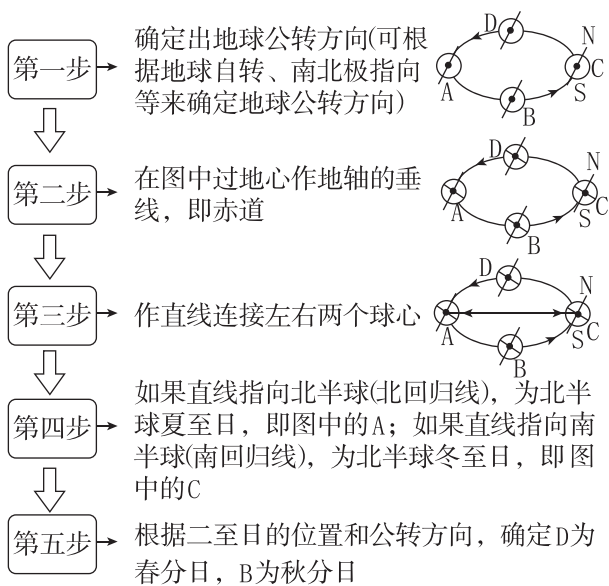 第一步
确定出地球公转方向(可根
据地球自转、南北极指向
等来确定地球公转方向)
D
N
A
C
S
B
第二步
在图中过地心作地轴的垂
线，即赤道
D
N
A
C
S
B
第三步
作直线连接左右两个球心
D
N
A
C
S
B
第四步
如果直线指向北半球(北回归线)，为北半
球夏至日，即图中的A；如果直线指向南
半球(南回归线)，为北半球冬至日，即图
中的C
第五步
根据二至日的位置和公转方向，确定D为
春分日，B为秋分日